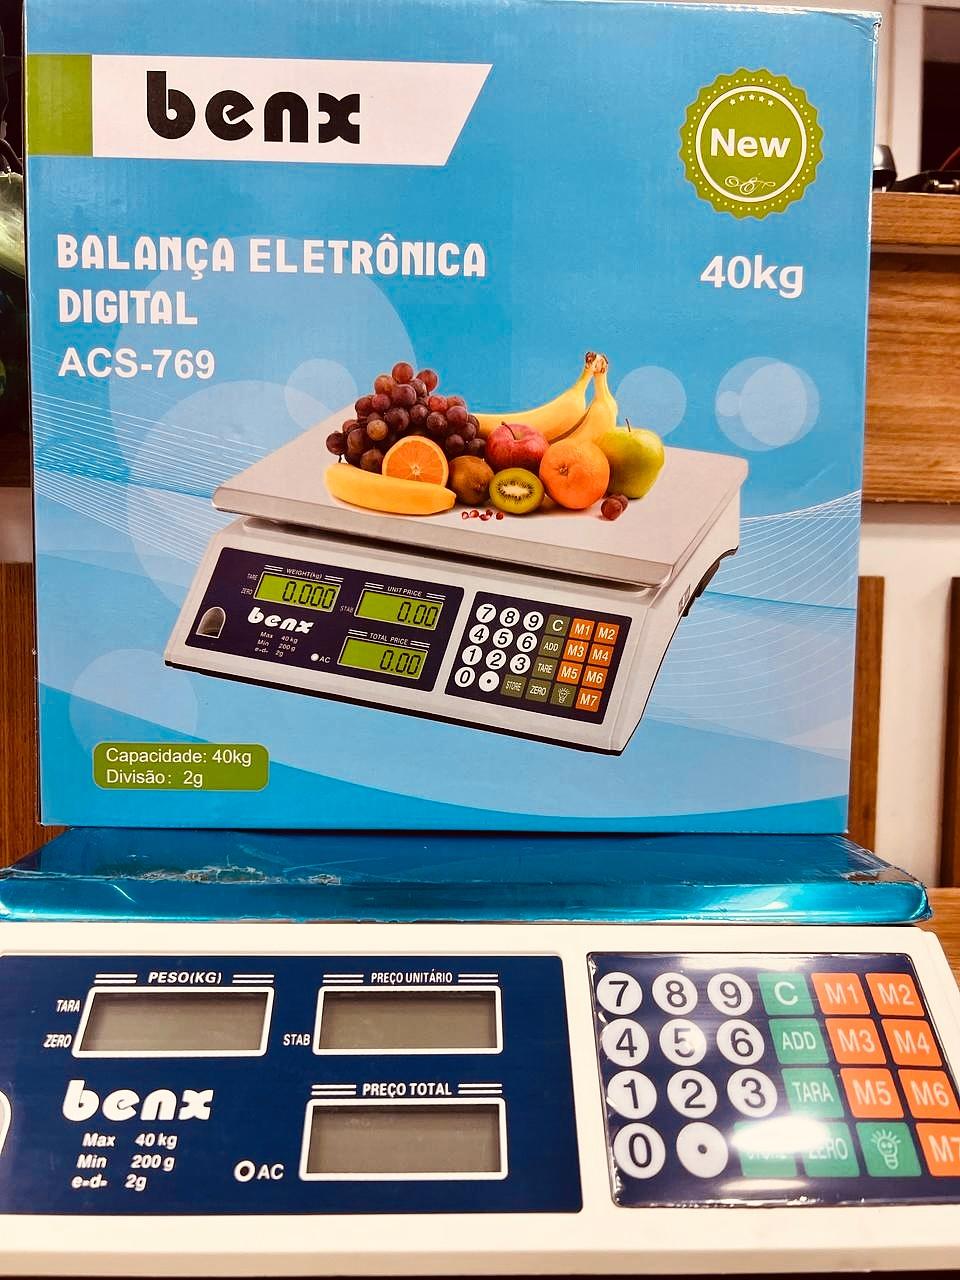 benx
New
BALANÇA ELETRÔNICA
DIGITAL
40kg
ACS-769
WEIGHT(kg)
TARE
ZERO
0.000
UNIT PRICE
STAB
0.00
benx
Max 40 kg
Min 200 g
e=d= 2g
AC
TOTAL PRICE
0.00
7 8 9 C M1 M2
4 5 6 ADD M3 M4
1 2 3 TARE M5 M6
0 . STORE ZERO M7
Capacidade: 40kg
Divisão: 2g
PESO(KG)
TARA
ZERO
PREÇO UNITÁRIO
STAB
benx
Max 40 kg
Min 200 g
e=d= 2g
AC
PREÇO TOTAL
7 8 9 C M1 M2
4 5 6 ADD M3 M4
1 2 3 TARA M5 M6
0 . STORE ZERO M7